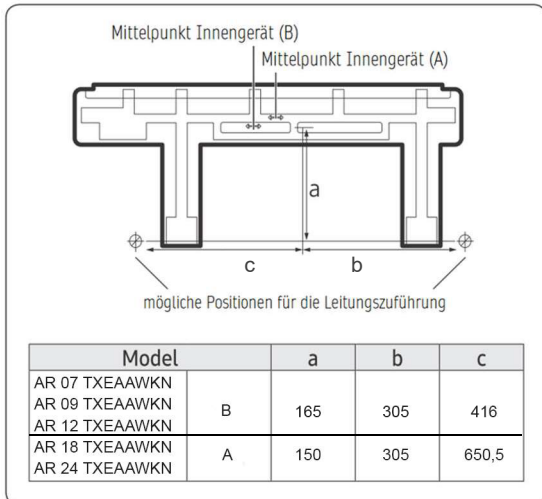 Mittelpunkt Innengerät (B)
Mittelpunkt Innengerät (A)
a
c b
mögliche Positionen für die Leitungszuführung
Model a b c
AR 07 TXEAAWKN
AR 09 TXEAAWKN B 165 305 416
AR 12 TXEAAWKN
AR 18 TXEAAWKN A 150 305 650,5
AR 24 TXEAAWKN